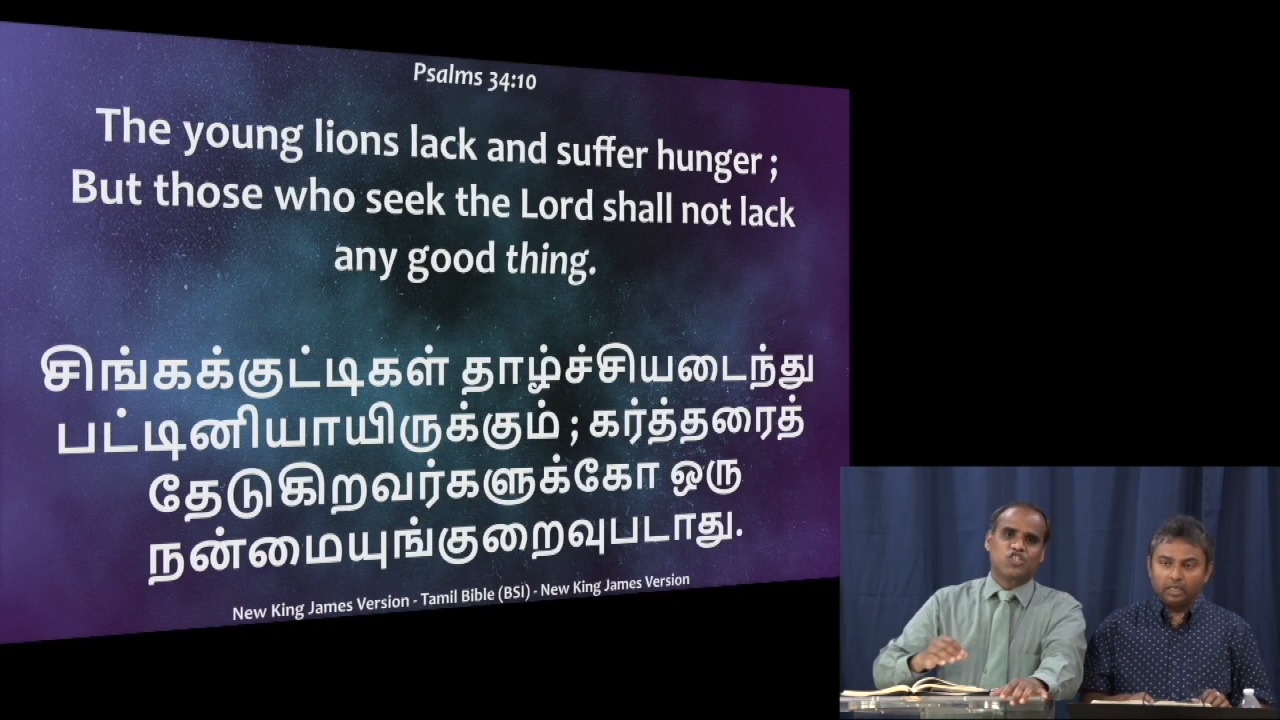 Psalms 34:10
The young lions lack and suffer hunger ;
But those who seek the Lord shall not lack
any good thing.
சிங்கக்குட்டிகள் தாழ்ச்சியடைந்து
பட்டினியாயிருக்கும் ; கர்த்தரைத்
தேடுகிறவர்களுக்கோ ஒரு
நன்மையுங்குறைவுபடாது.
New King James Version - Tamil Bible (BSI) - New King James Version